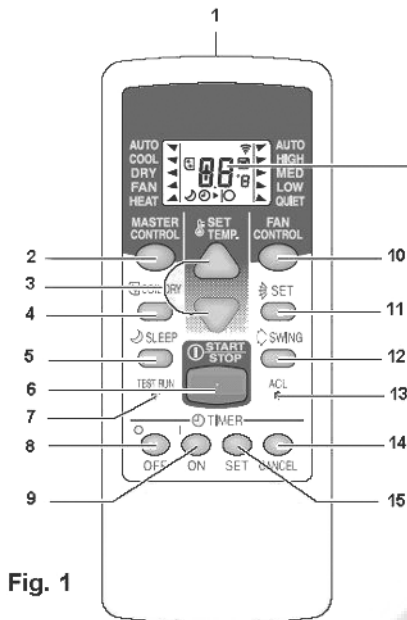 1
AUTO
COOL
DRY
FAN
HEAT
AUTO
HIGH
MED
LOW
QUIET
MASTER
CONTROL
SET
TEMP.
FAN
CONTROL
2
10
3
COIL DRY
SET
11
4
SLEEP
SWING
5
12
START
STOP
6
TEST RUN
ACL
7
13
TIMER
8
14
OFF
ON
SET
CANCEL
9
15
Fig. 1